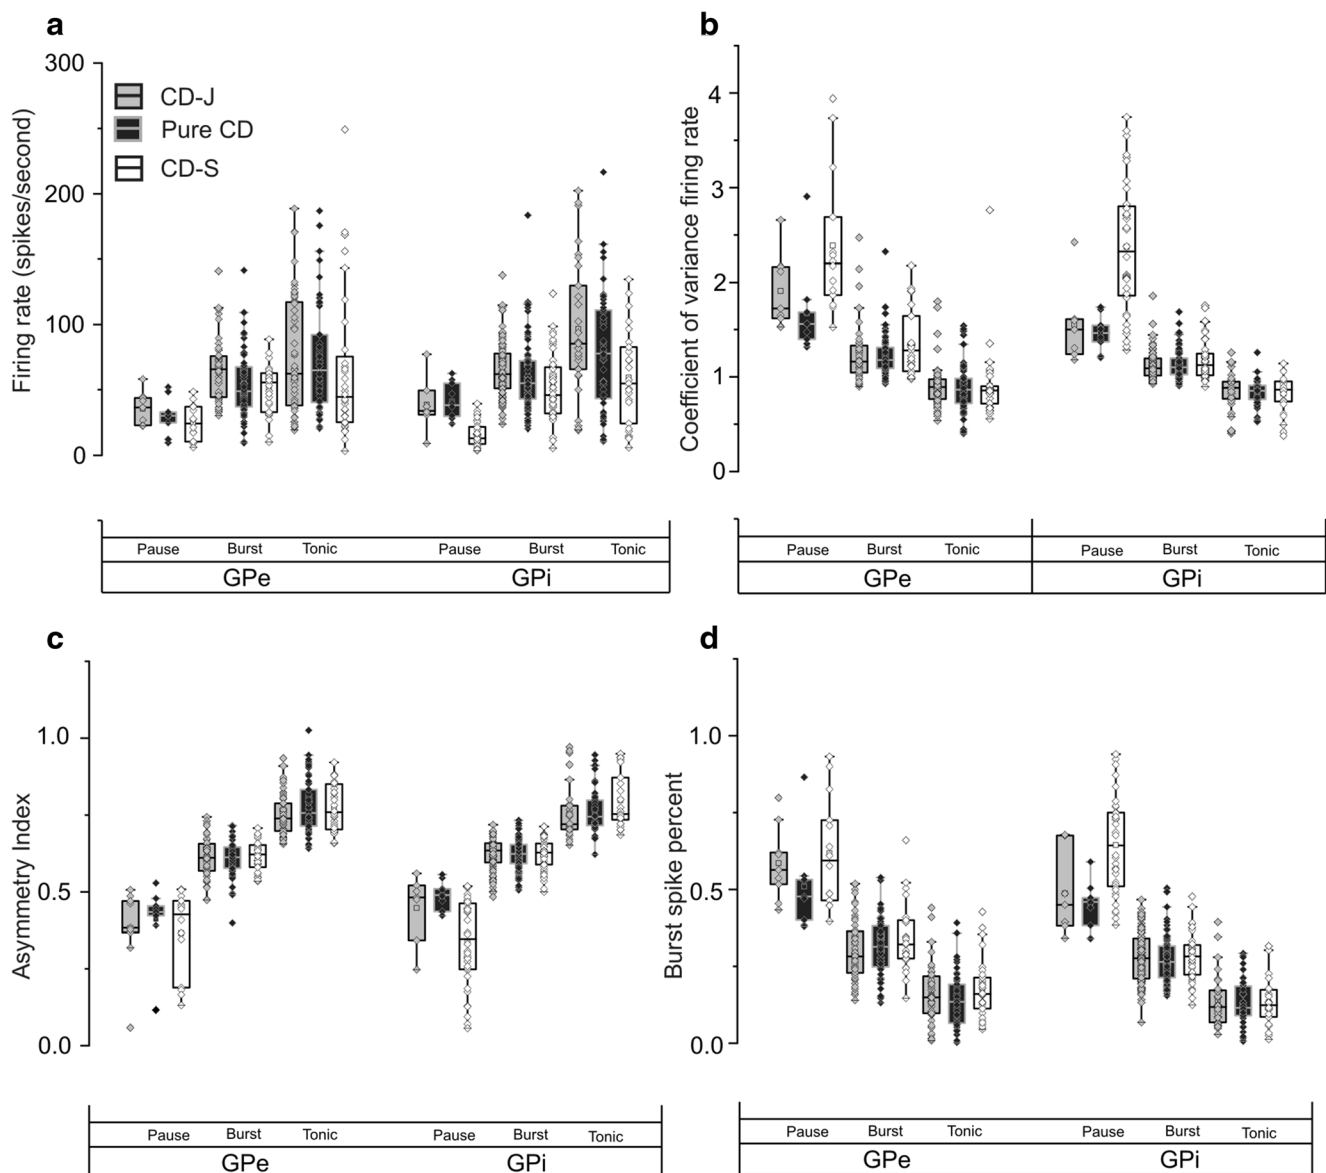 a
Firing rate (spikes/second)
300
200
100
0
CD-J
Pure CD
CD-S
Pause Burst Tonic Pause Burst Tonic
GPe GPi
b
Coefficient of variance firing rate
4
3
2
1
0
Pause Burst Tonic Pause Burst Tonic
GPe GPi
c
Asymmetry Index
1.0
0.5
0.0
Pause Burst Tonic Pause Burst Tonic
GPe GPi
d
Burst spike percent
1.0
0.5
0.0
Pause Burst Tonic Pause Burst Tonic
GPe GPi